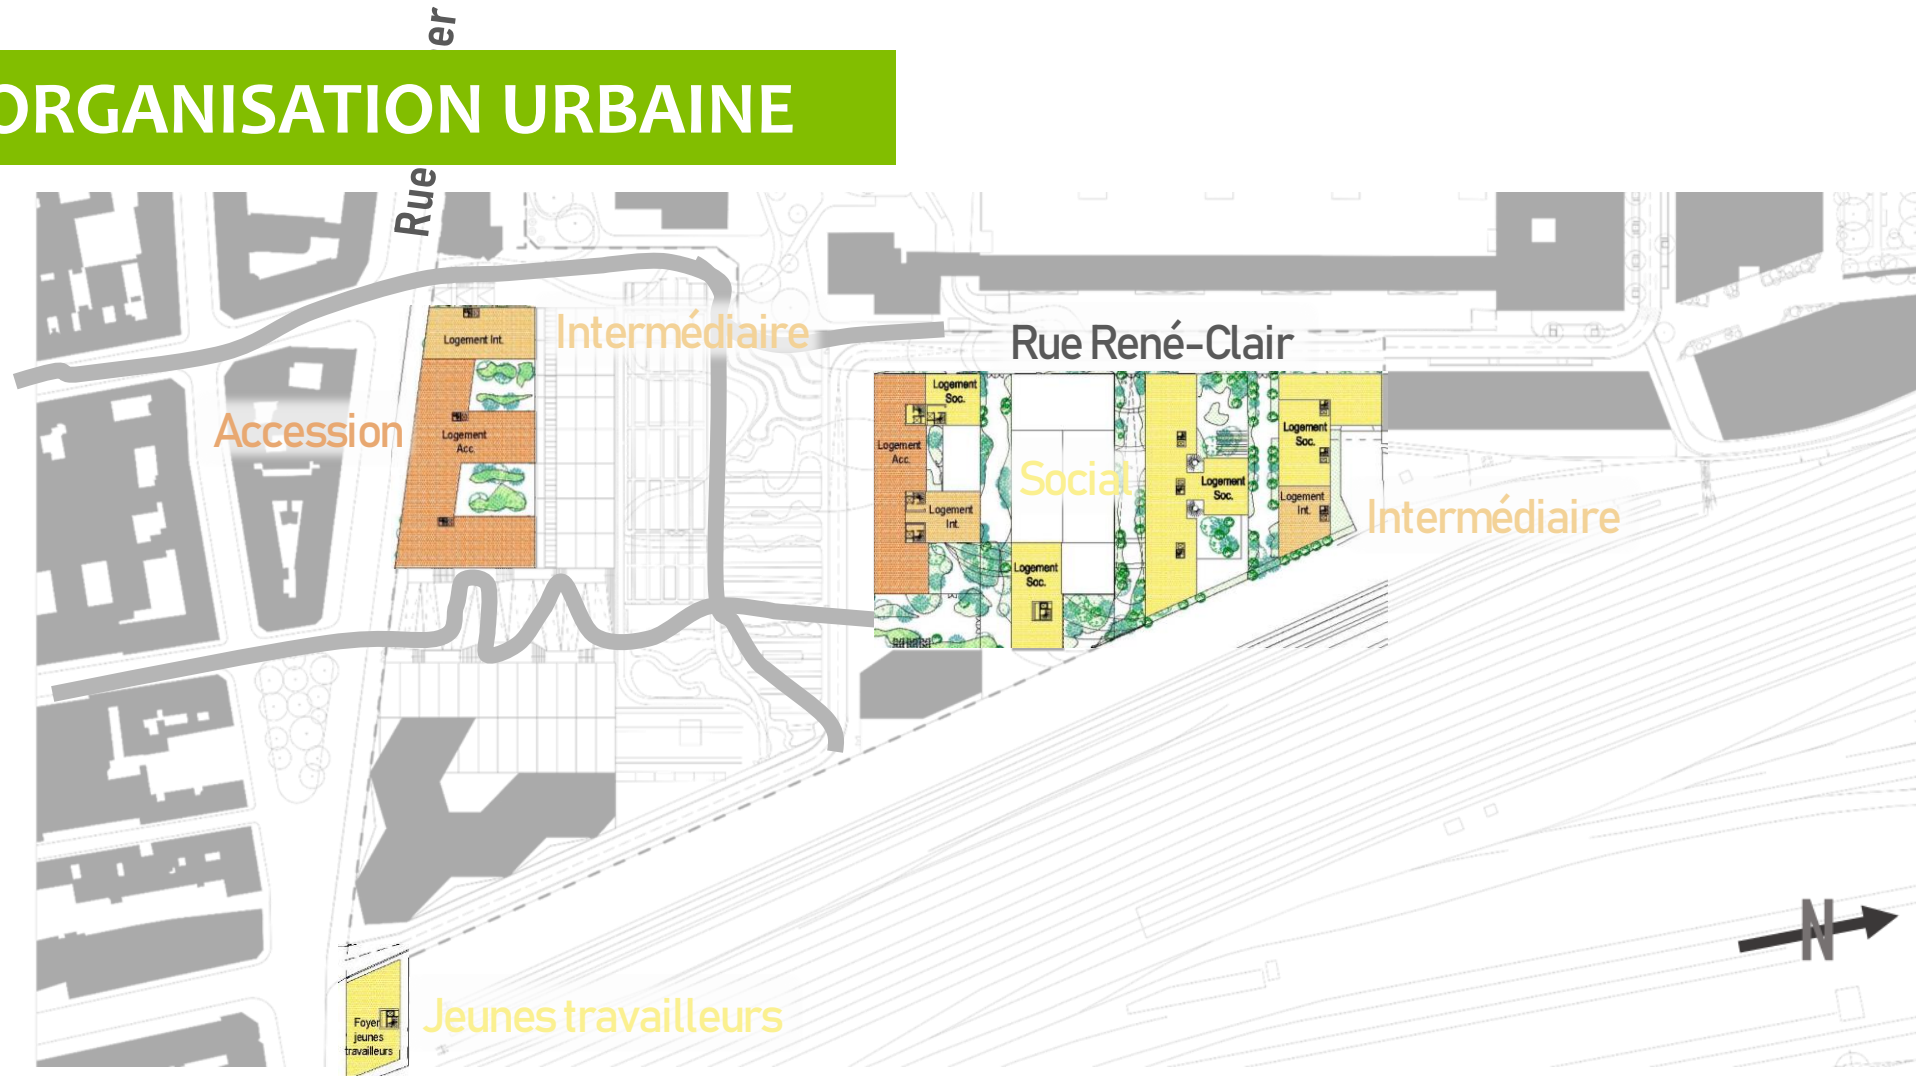 ORGANISATION URBAINE
Rue
er
Logement Int.
Intermédiaire
Rue René-Clair
Accession
Logement
Acc.
Logement
Soc.
Logement
Acc.
Logement
Int.
Social
Logement
Soc.
Logement
Soc.
Logement
Soc.
Logement
Int.
Intermédiaire
N
Foyer
jeunes
travailleurs
Jeunes travailleurs